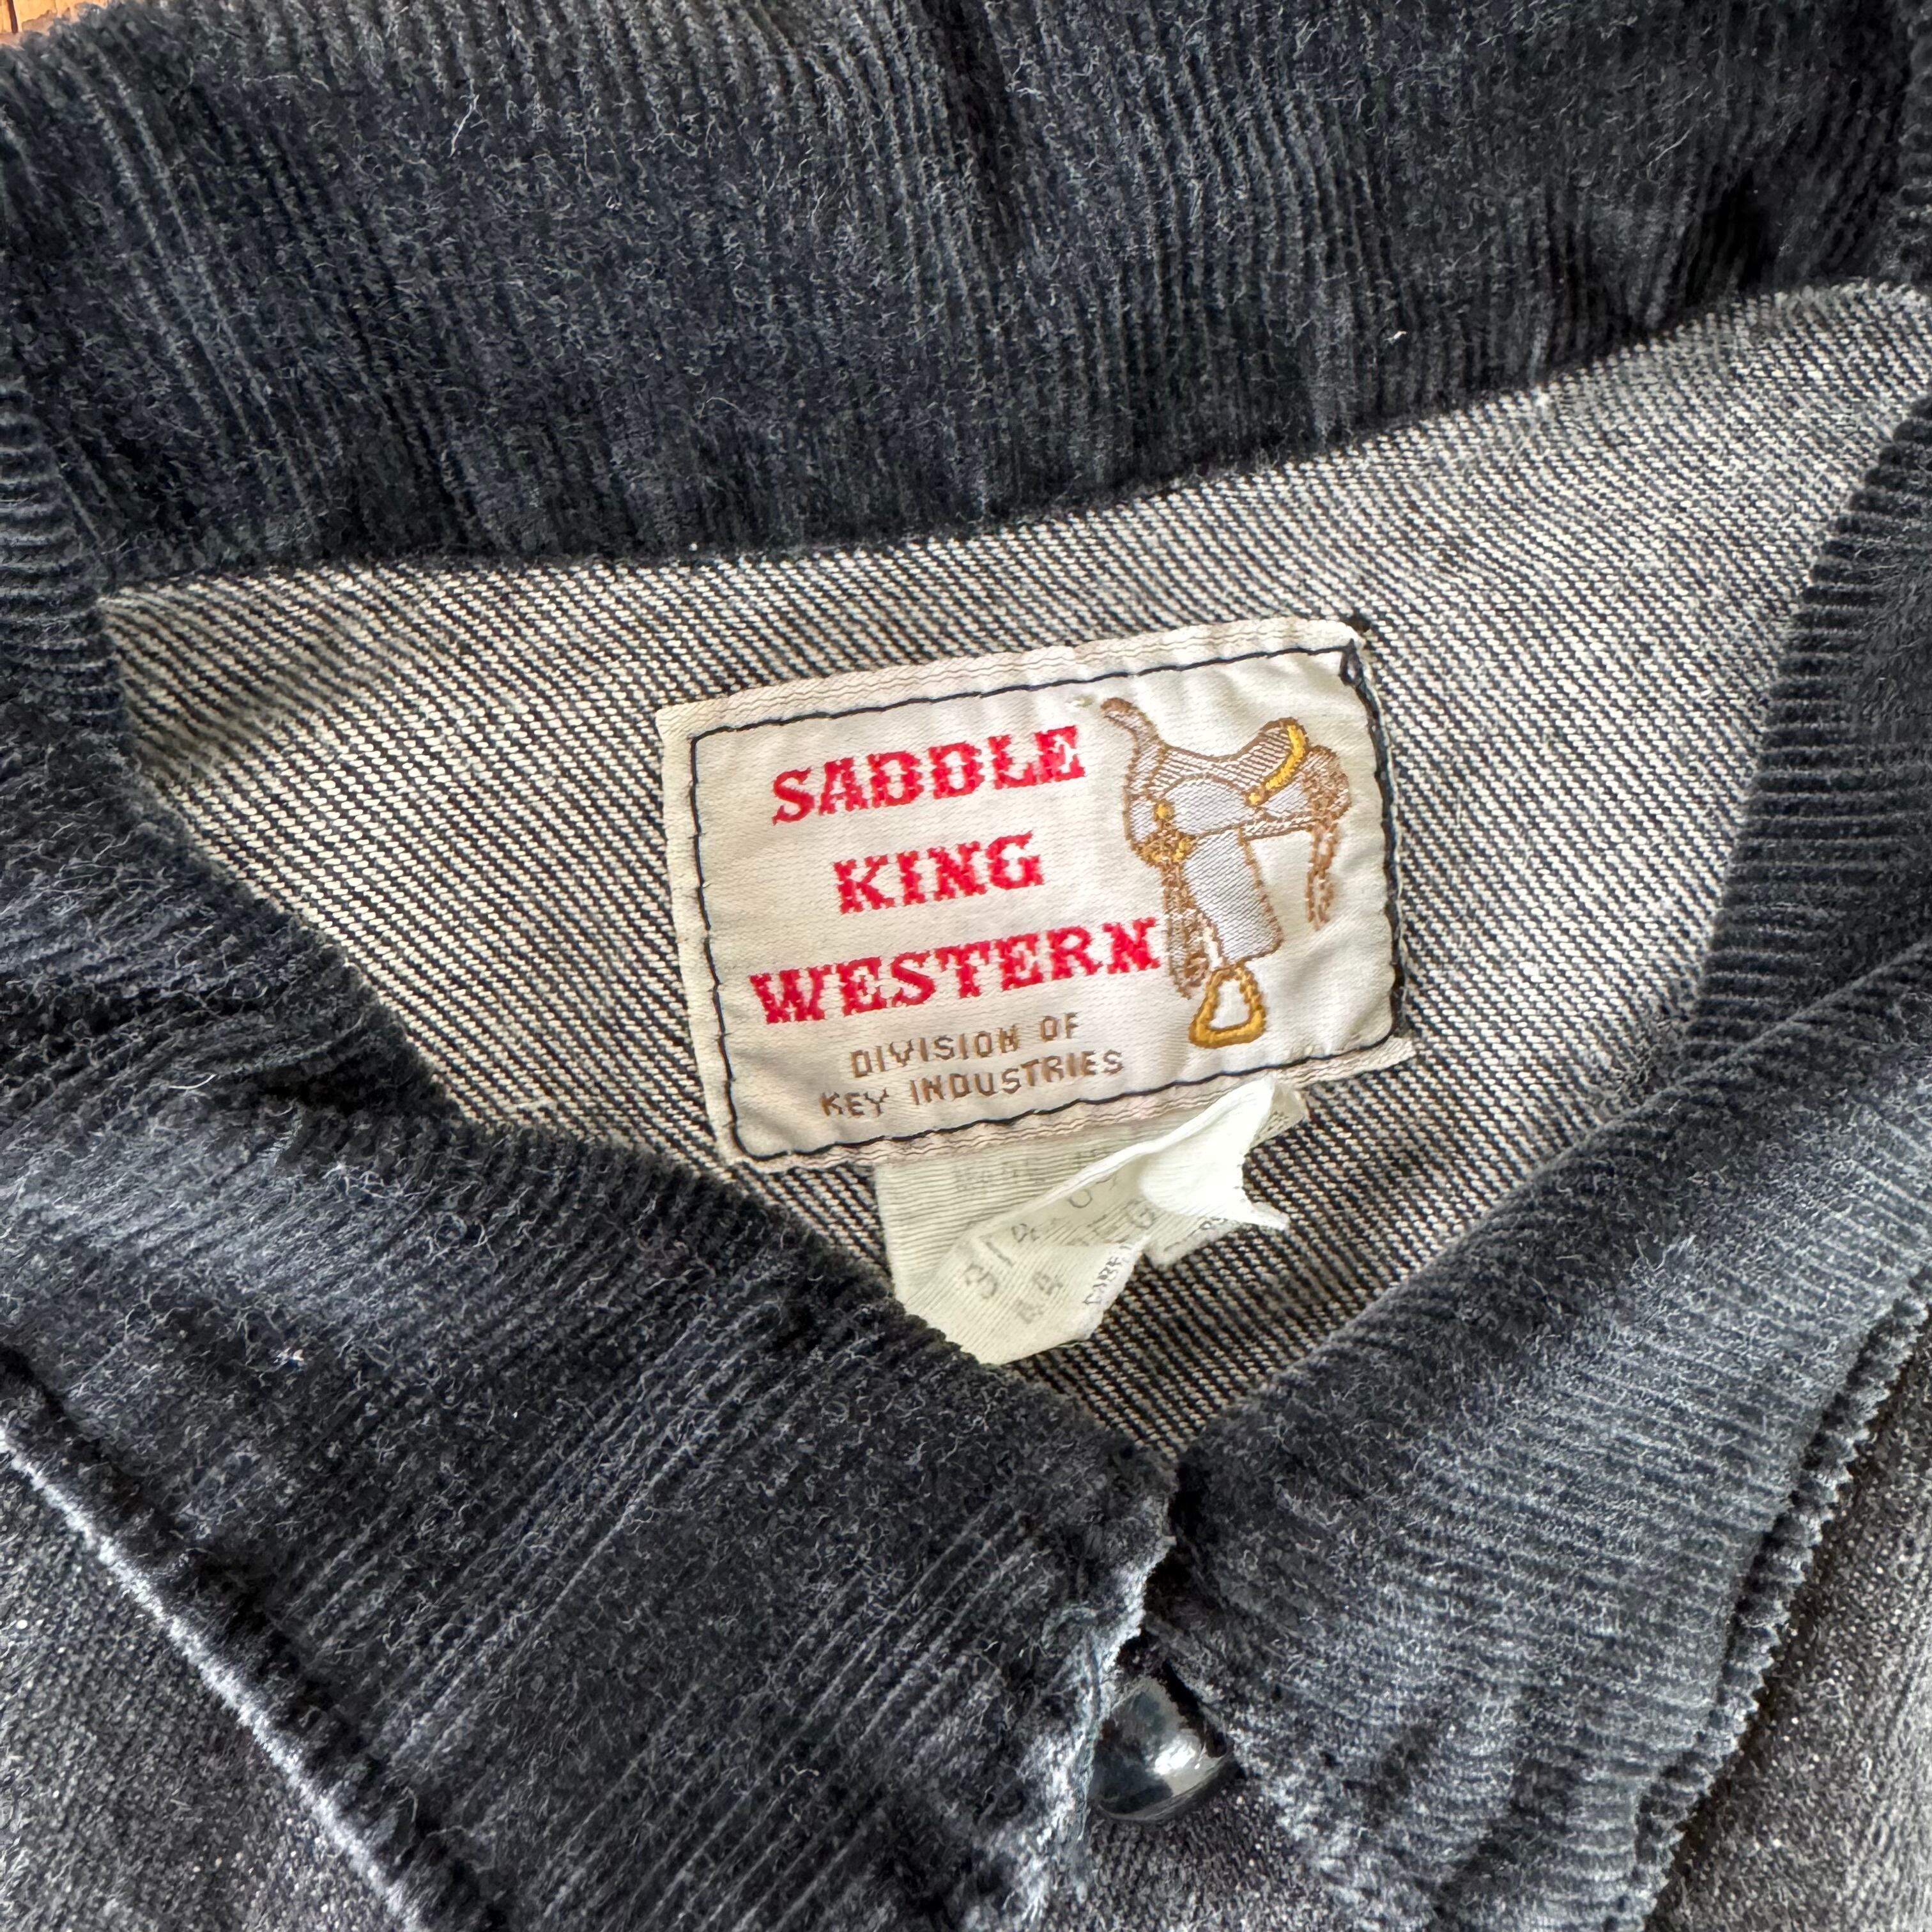 SADDLE
KING
WESTERN
DIVISION OF
KEY INDUSTRIES